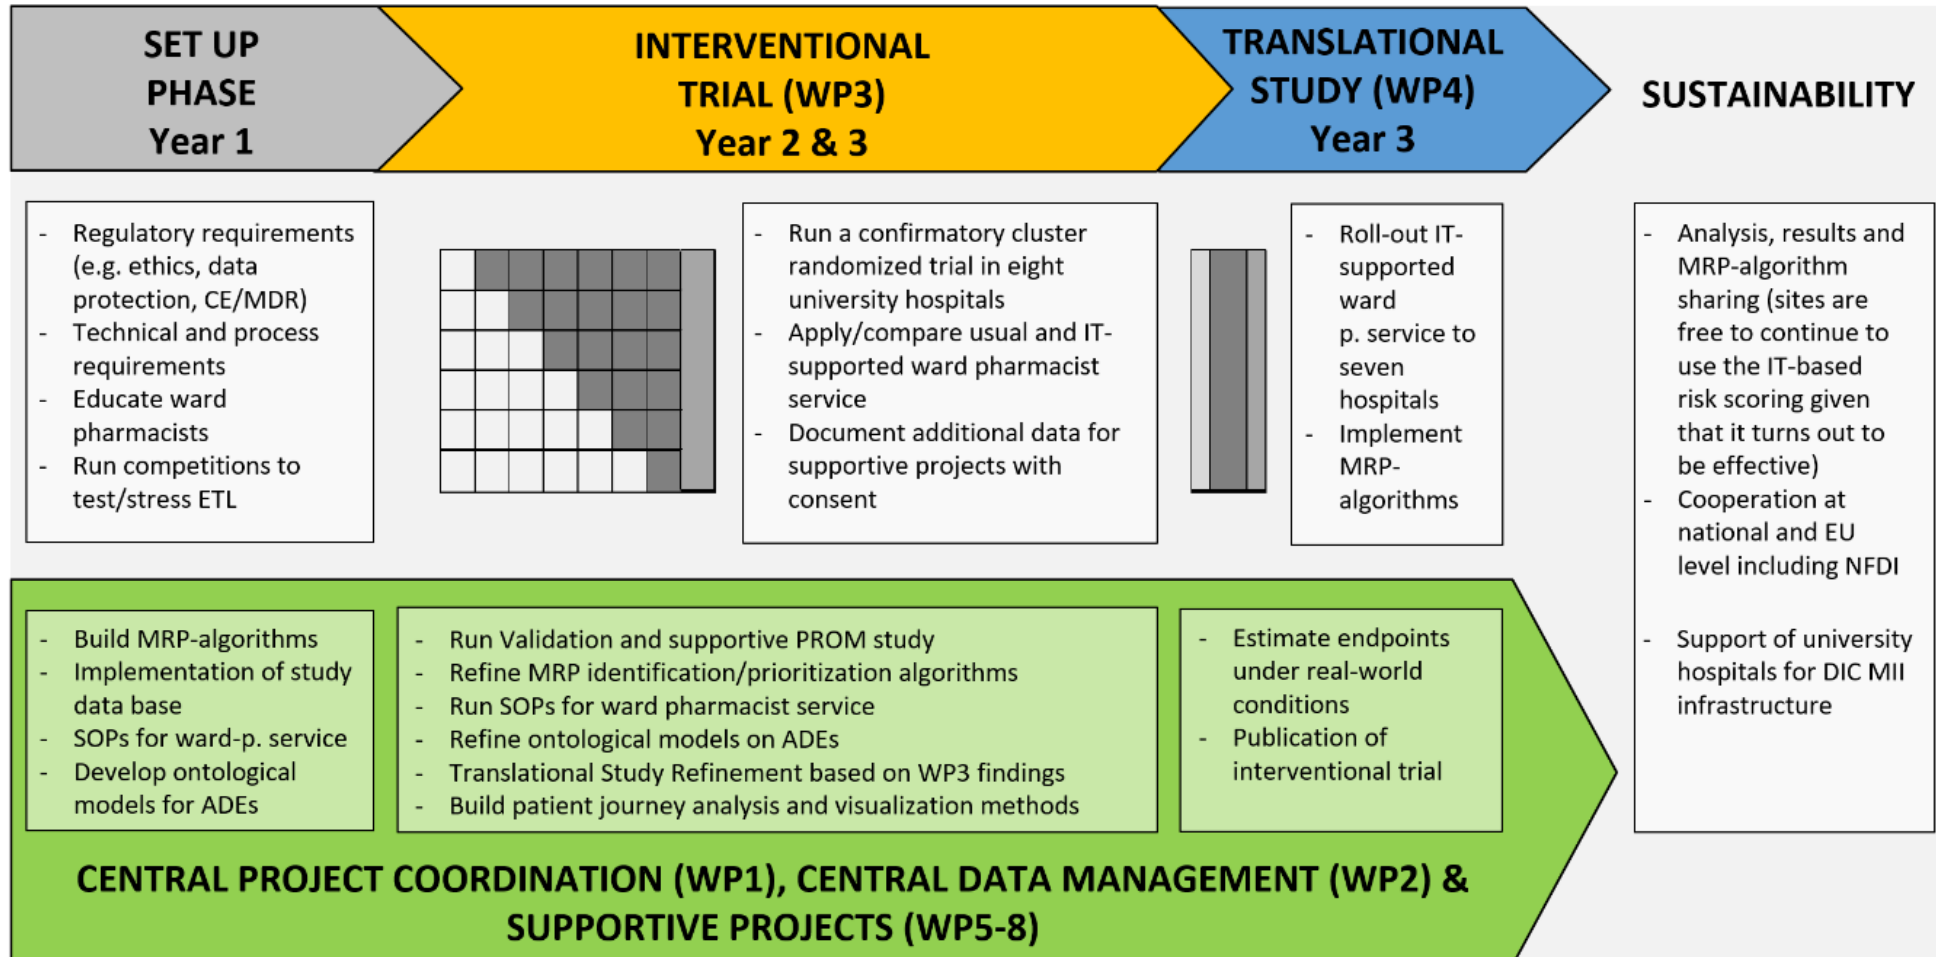 SET UP
PHASE
Year 1
INTERVENTIONAL
TRIAL (WP3)
Year 2 & 3
TRANSLATIONAL
STUDY (WP4)
Year 3
SUSTAINABILITY
- Regulatory requirements
(e.g. ethics, data
protection, CE/MDR)
- Technical and process
requirements
- Educate ward
pharmacists
- Run competitions to
test/stress ETL
- Run a confirmatory cluster
randomized trial in eight
university hospitals
- Apply/compare usual and IT-
supported ward pharmacist
service
- Document additional data for
supportive projects with
consent
- Roll-out IT-
supported
ward
p. service to
seven
hospitals
- Implement
MRP-
algorithms
- Analysis, results and
MRP-algorithm
sharing (sites are
free to continue to
use the IT-based
risk scoring given
that it turns out to
be effective)
- Cooperation at
national and EU
level including NFDI
- Support of university
hospitals for DIC MII
infrastructure
- Build MRP-algorithms
- Implementation of study
data base
- SOPs for ward-p. service
- Develop ontological
models for ADEs
- Run Validation and supportive PROM study
- Refine MRP identification/prioritization algorithms
- Run SOPs for ward pharmacist service
- Refine ontological models on ADEs
- Translational Study Refinement based on WP3 findings
- Build patient journey analysis and visualization methods
- Estimate endpoints
under real-world
conditions
- Publication of
interventional trial
CENTRAL PROJECT COORDINATION (WP1), CENTRAL DATA MANAGEMENT (WP2) &
SUPPORTIVE PROJECTS (WP5-8)